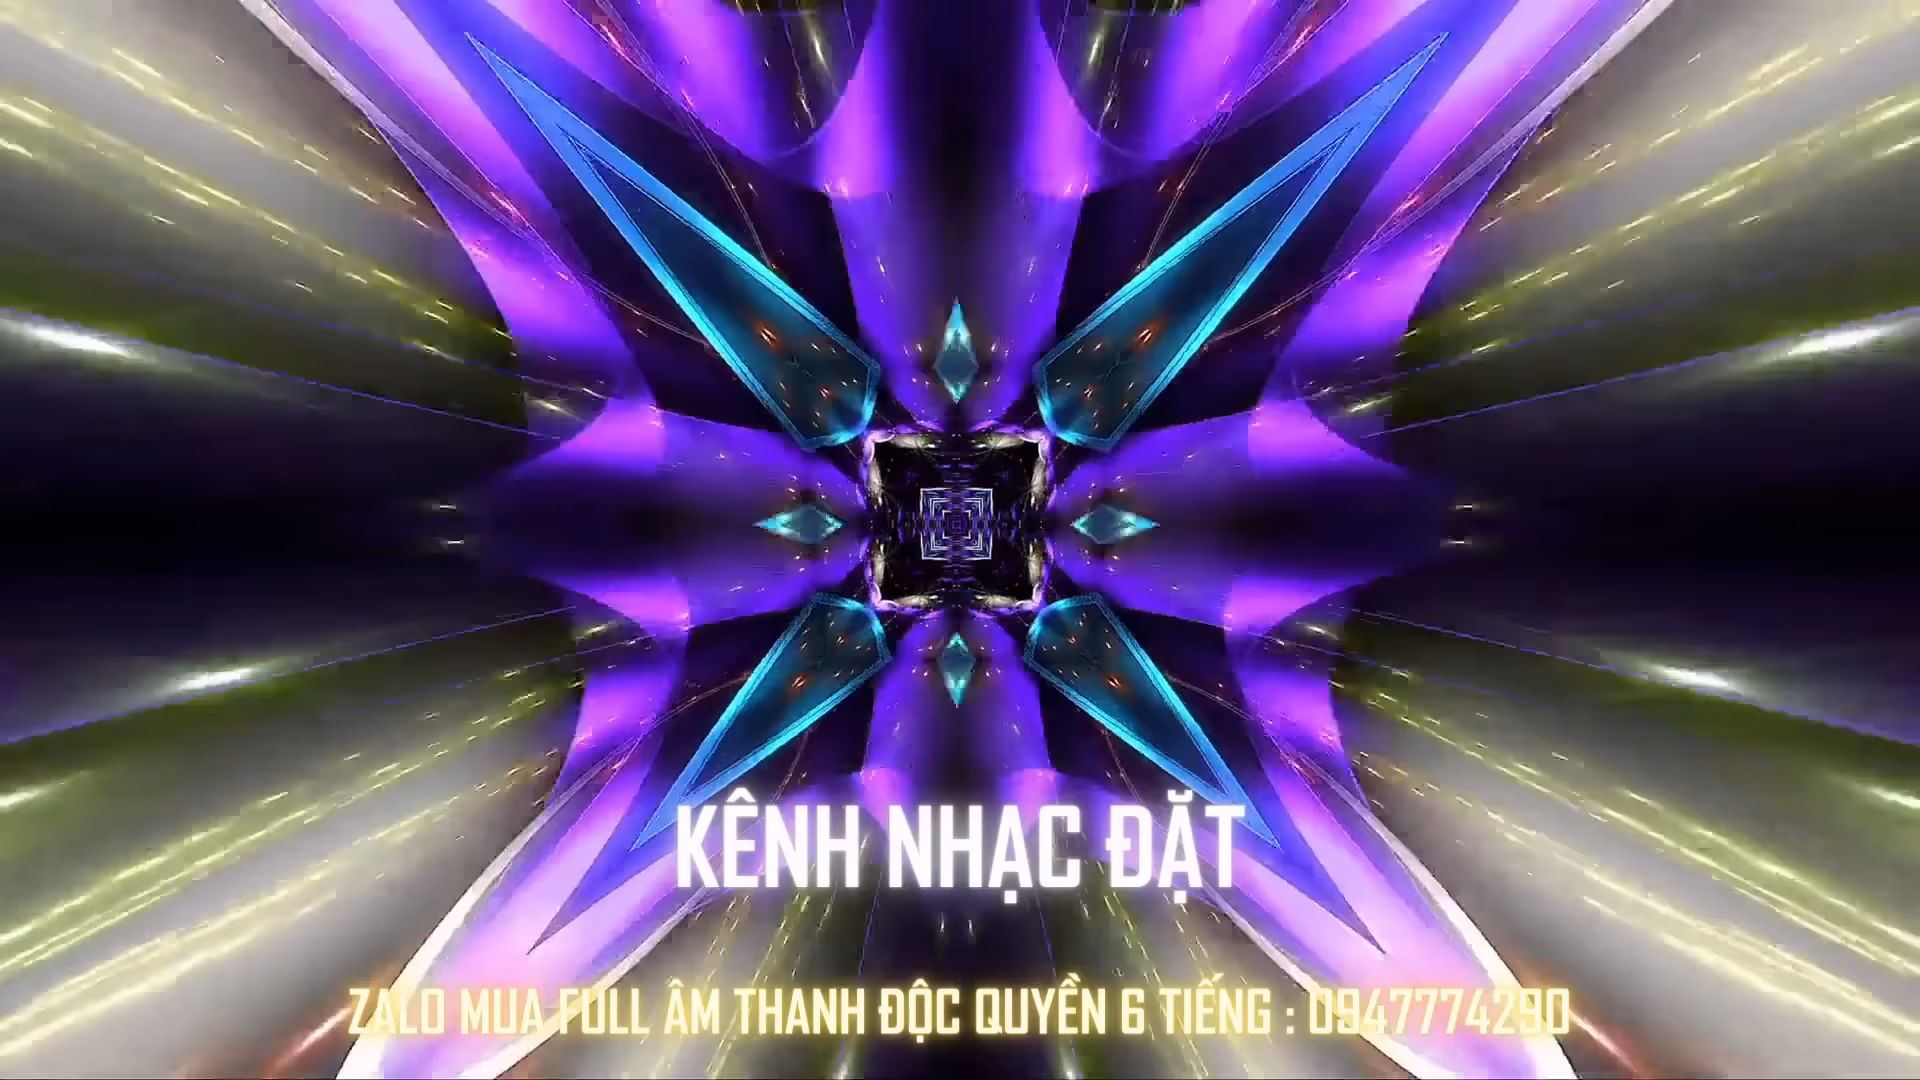 KÊNH NHẠC ĐẶT
ZALO MUA FULL ÂM THANH ĐỘC QUYỀN 6 TIẾNG : 0947774290